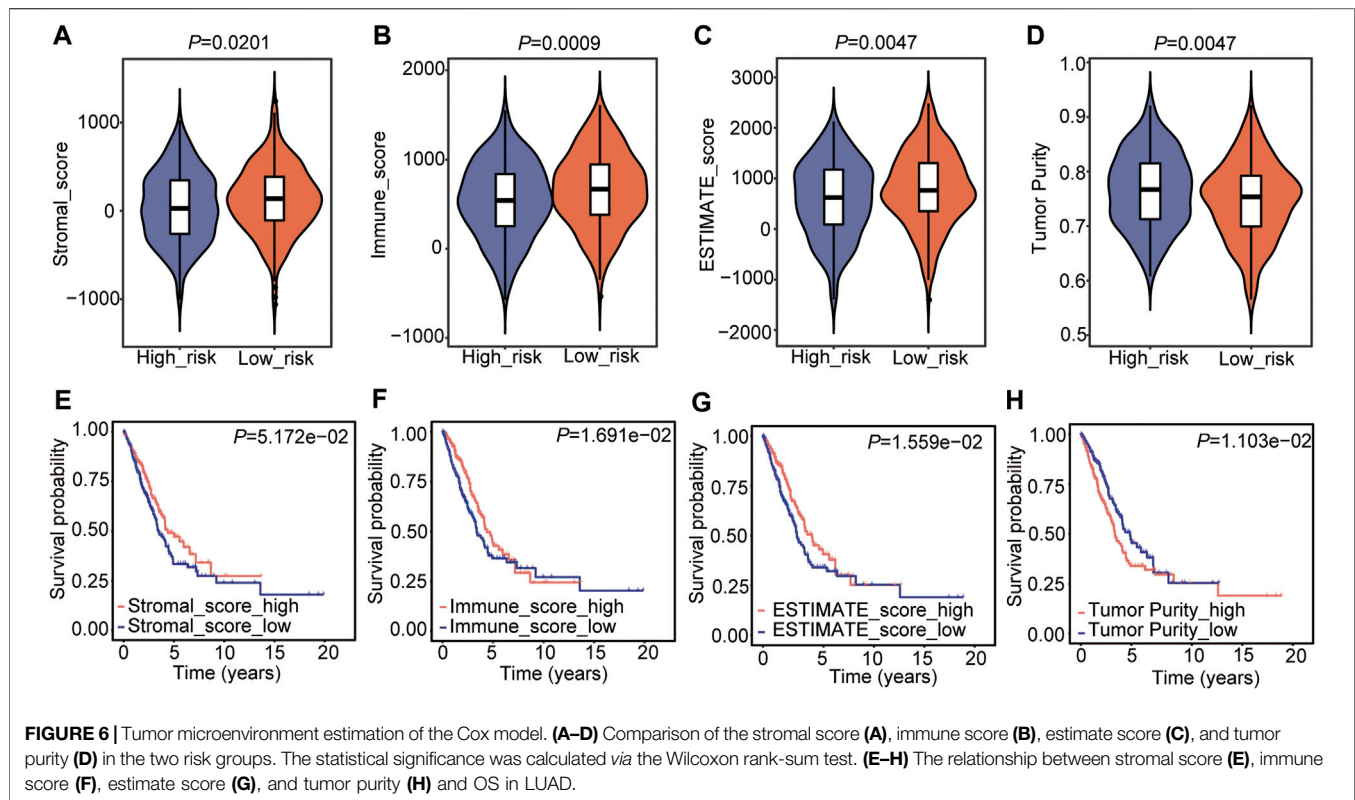 A
P=0.0201
Stromal_score
1000
0
−1000
High_risk
Low_risk
B
P=0.0009
Immune_score
2000
1000
0
−1000
High_risk
Low_risk
C
P=0.0047
ESTIMATE_score
3000
2000
1000
0
−1000
−2000
High_risk
Low_risk
D
P=0.0047
Tumor Purity
1.0
0.9
0.8
0.7
0.6
0.5
High_risk
Low_risk
E
P=5.172e−02
Survival probability
1.00
0.75
0.50
0.25
0.00
Stromal_score_high
Stromal_score_low
0 5 10 15 20
Time (years)
F
P=1.691e−02
Survival probability
1.00
0.75
0.50
0.25
0.00
Immune_score_high
Immune_score_low
0 5 10 15 20
Time (years)
G
P=1.559e−02
Survival probability
1.00
0.75
0.50
0.25
0.00
ESTIMATE_score_high
ESTIMATE_score_low
0 5 10 15 20
Time (years)
H
P=1.103e−02
Survival probability
1.00
0.75
0.50
0.25
0.00
Tumor Purity_high
Tumor Purity_low
0 5 10 15 20
Time (years)
FIGURE 6 | Tumor microenvironment estimation of the Cox model. (A–D) Comparison of the stromal score (A), immune score (B), estimate score (C), and tumor
purity (D) in the two risk groups. The statistical significance was calculated via the Wilcoxon rank-sum test. (E–H) The relationship between stromal score (E), immune
score (F), estimate score (G), and tumor purity (H) and OS in LUAD.